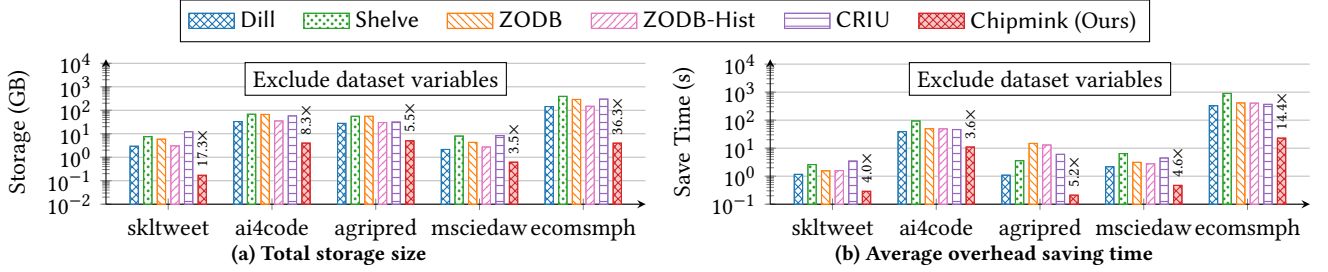 Dill Shelve ZODB ZODB-Hist CRIU Chipmink (Ours)
Storage (GB)
10^4
10^3
10^2
10^1
10^0
10^-1
10^-2
Exclude dataset variables
17.3×
8.3×
5.5×
3.5×
36.3×
skltweet ai4code agripred msciedaw ecomsmph
(a) Total storage size
Save Time (s)
10^4
10^3
10^2
10^1
10^0
10^-1
Exclude dataset variables
4.0×
3.6×
5.2×
4.6×
14.4×
skltweet ai4code agripred msciedaw ecomsmph
(b) Average overhead saving time